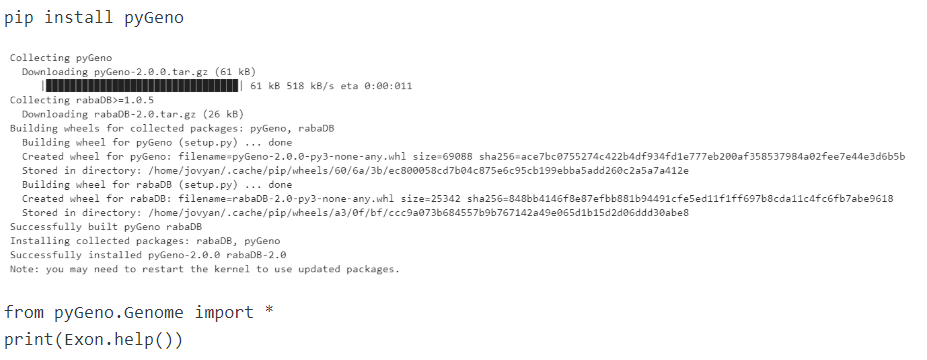 pip install pyGeno
Collecting pyGeno
Downloading pyGeno-2.0.0.tar.gz (61 kB)
|████████████████████████████████| 61 kB 518 kB/s eta 0:00:011
Collecting rabaDB>=1.0.5
Downloading rabaDB-2.0.tar.gz (26 kB)
Building wheels for collected packages: pyGeno, rabaDB
Building wheel for pyGeno (setup.py) ... done
Created wheel for pyGeno: filename=pyGeno-2.0.0-py3-none-any.whl size=69088 sha256=ace7bc0755274c422b4df934fd1e777eb200af358537984a02fee7e44e3d6b5b
Stored in directory: /home/jovyan/.cache/pip/wheels/60/6a/3b/ec800058cd7b04c875e6c95cb199ebba5add260c2a5a7a412e
Building wheel for rabaDB (setup.py) ... done
Created wheel for rabaDB: filename=rabaDB-2.0-py3-none-any.whl size=25342 sha256=848bb4146f8e87efbb881b94491cfe5ed11f1ff697b8cda11c4fc6fb7abe9618
Stored in directory: /home/jovyan/.cache/pip/wheels/a3/0f/bf/ccc9a073b684557b9b767142a49e065d1b15d2d06ddd30abe8
Successfully built pyGeno rabaDB
Installing collected packages: rabaDB, pyGeno
Successfully installed pyGeno-2.0.0 rabaDB-2.0
Note: you may need to restart the kernel to use updated packages.
from pyGeno.Genome import *
print(Exon.help())